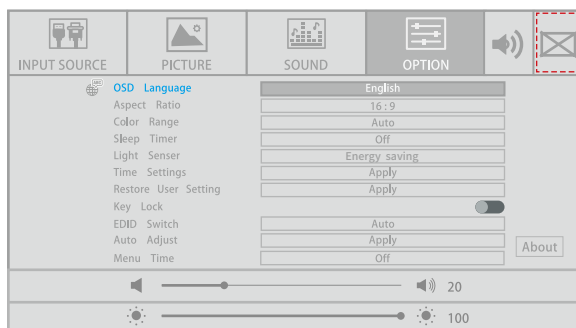 INPUT SOURCE PICTURE SOUND OPTION
OSD Language English
Aspect Ratio 16:9
Color Range Auto
Sleep Timer Off
Light Senser Energy saving
Time Settings Apply
Restore User Setting Apply
Key Lock
EDID Switch Auto
Auto Adjust Apply
About
Menu Time Off
20
100